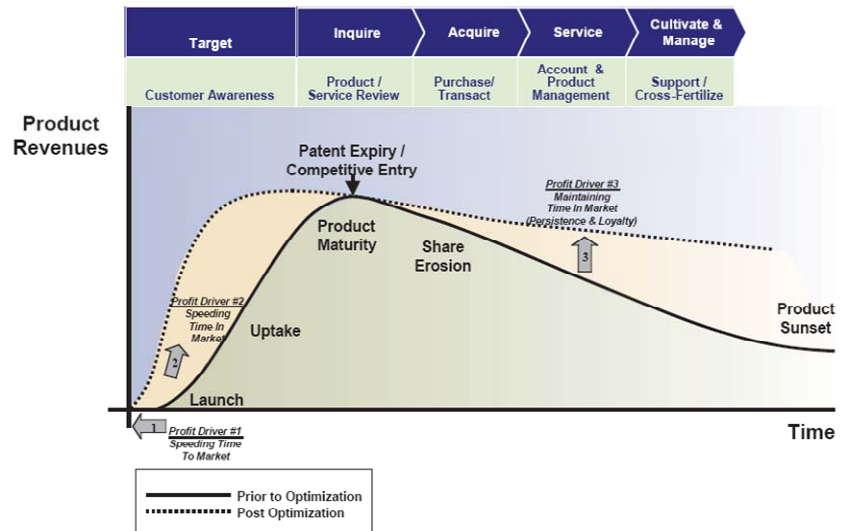 Target
Inquire
Acquire
Service
Cultivate &
Manage
Customer Awareness
Product /
Service Review
Purchase/
Transact
Account &
Product
Management
Support /
Cross-Fertilize
Product
Revenues
Patent Expiry /
Competitive Entry
Profit Driver #3
Maintaining
Time In Market
(Persistence & Loyalty)
Product
Maturity
Share
Erosion
3
Profit Driver #2
Speeding
Time In
Market
2
Uptake
Product
Sunset
Launch
1
Profit Driver #1
Speeding Time
To Market
Time
Prior to Optimization
Post Optimization